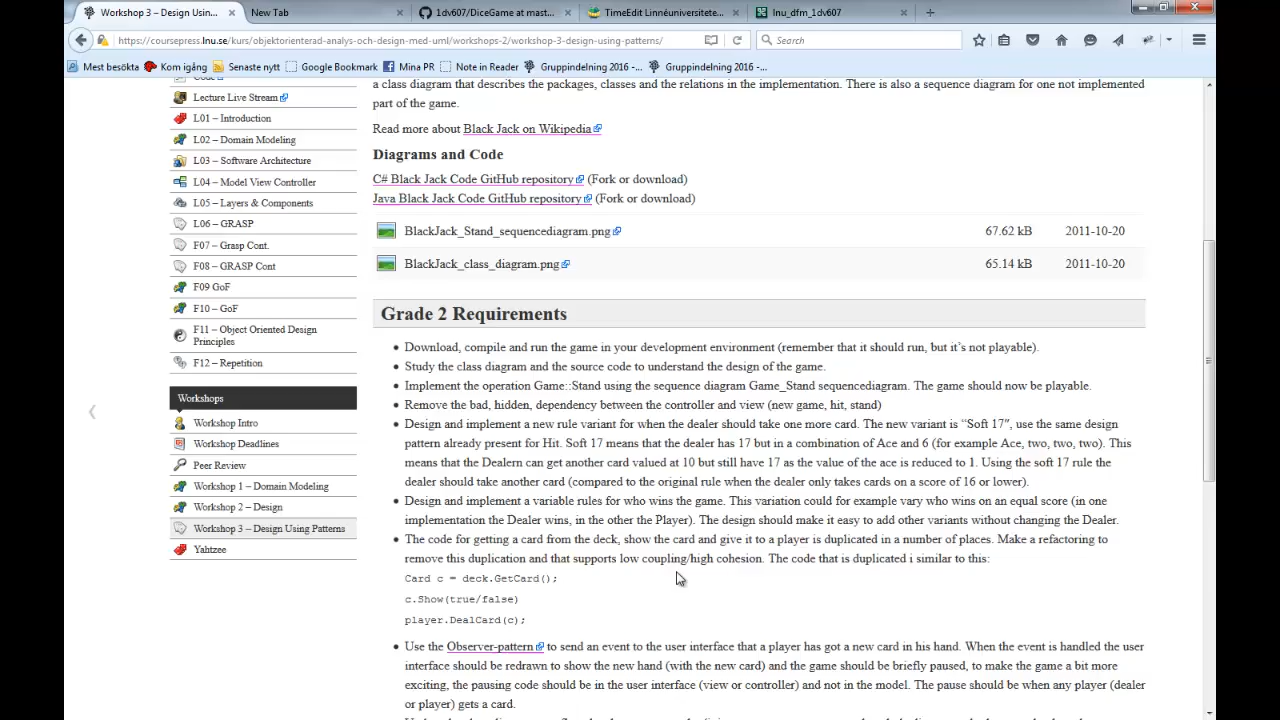 Workshop 3 – Design Usin...
New Tab
1dv607/DiceGame at mast...
TimeEdit Linnéuniversitete...
lnu_dfm_1dv607
https://coursepress.lnu.se/kurs/objektorienterad-analys-och-design-med-uml/workshops-2/workshop-3-design-using-patterns/
Search
Mest besökta
Kom igång
Senaste nytt
Google Bookmark
Mina PR
Note in Reader
Gruppindelning 2016 -...
Gruppindelning 2016 -...
Lecture Live Stream
L01 – Introduction
L02 – Domain Modeling
L03 – Software Architecture
L04 – Model View Controller
L05 – Layers & Components
L06 – GRASP
F07 – Grasp Cont.
F08 – GRASP Cont
F09 GoF
F10 – GoF
F11 – Object Oriented Design
Principles
F12 – Repetition
Workshops
Workshop Intro
Workshop Deadlines
Peer Review
Workshop 1 – Domain Modeling
Workshop 2 – Design
Workshop 3 – Design Using Patterns
Yahtzee
a class diagram that describes the packages, classes and the relations in the implementation. There is also a sequence diagram for one not implemented
part of the game.
Read more about Black Jack on Wikipedia
Diagrams and Code
C# Black Jack Code GitHub repository (Fork or download)
Java Black Jack Code GitHub repository (Fork or download)
BlackJack_Stand_sequencediagram.png 67.62 kB 2011-10-20
BlackJack_class_diagram.png 65.14 kB 2011-10-20
Grade 2 Requirements
Download, compile and run the game in your development environment (remember that it should run, but it's not playable).
Study the class diagram and the source code to understand the design of the game.
Implement the operation Game::Stand using the sequence diagram Game_Stand sequencediagram. The game should now be playable.
Remove the bad, hidden, dependency between the controller and view (new game, hit, stand)
Design and implement a new rule variant for when the dealer should take one more card. The new variant is "Soft 17", use the same design
pattern already present for Hit. Soft 17 means that the dealer has 17 but in a combination of Ace and 6 (for example Ace, two, two, two). This
means that the Dealern can get another card valued at 10 but still have 17 as the value of the ace is reduced to 1. Using the soft 17 rule the
dealer should take another card (compared to the original rule when the dealer only takes cards on a score of 16 or lower).
Design and implement a variable rules for who wins the game. This variation could for example vary who wins on an equal score (in one
implementation the Dealer wins, in the other the Player). The design should make it easy to add other variants without changing the Dealer.
The code for getting a card from the deck, show the card and give it to a player is duplicated in a number of places. Make a refactoring to
remove this duplication and that supports low coupling/high cohesion. The code that is duplicated i similar to this:
Card c = deck.GetCard();
c.Show(true/false)
player.DealCard(c);
Use the Observer-pattern to send an event to the user interface that a player has got a new card in his hand. When the event is handled the user
interface should be redrawn to show the new hand (with the new card) and the game should be briefly paused, to make the game a bit more
exciting, the pausing code should be in the user interface (view or controller) and not in the model. The pause should be when any player (dealer
or player) gets a card.